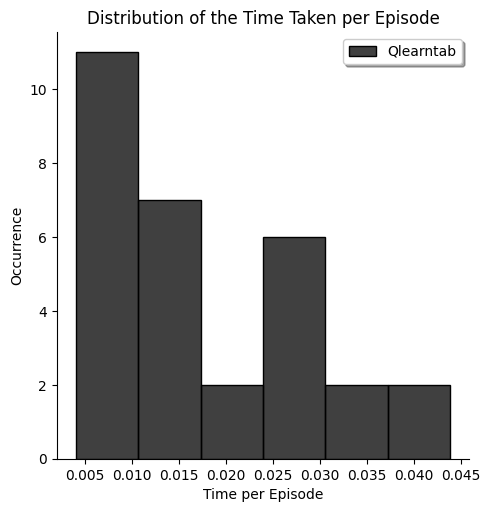 Distribution of the Time Taken per Episode
Qlearntab
Occurrence
10
8
6
4
2
0
0.005 0.010 0.015 0.020 0.025 0.030 0.035 0.040 0.045
Time per Episode